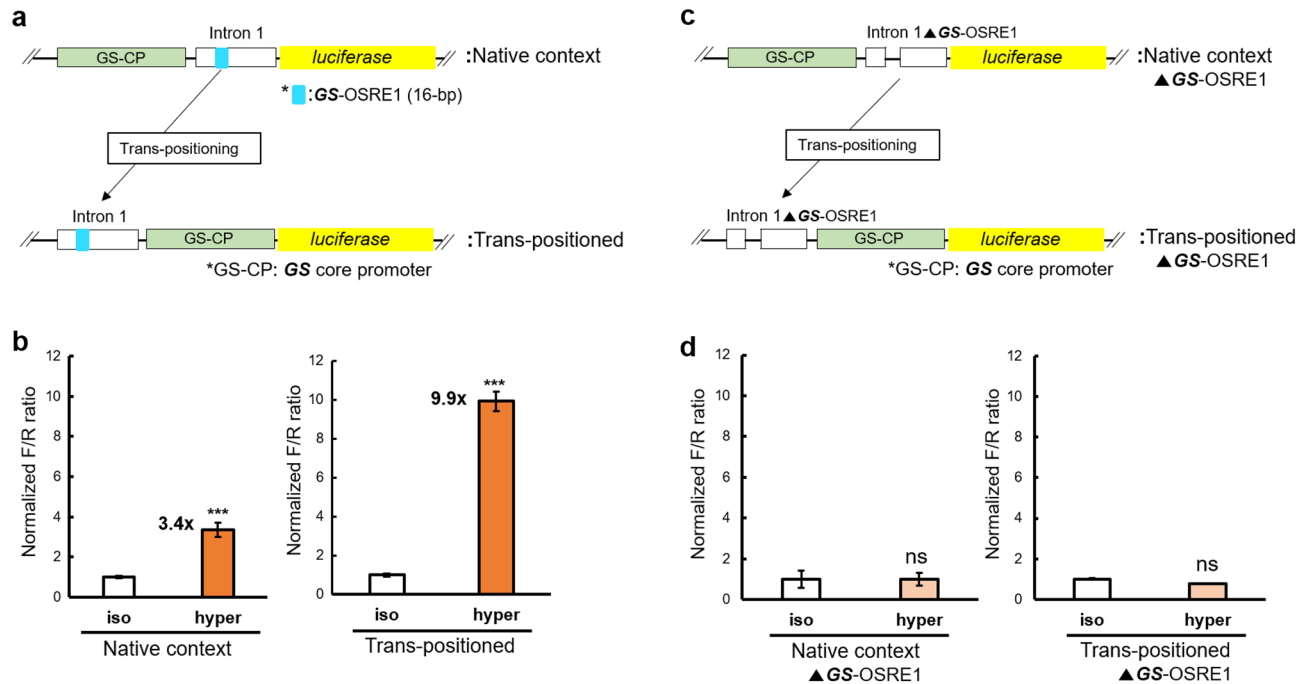 a
Intron 1
GS-CP
luciferase
:Native context
* :GS-OSRE1 (16-bp)
Trans-positioning
Intron 1
GS-CP
luciferase
:Trans-positioned
*GS-CP: GS core promoter
c
Intron 1▲GS-OSRE1
GS-CP
luciferase
:Native context
▲GS-OSRE1
Trans-positioning
Intron 1▲GS-OSRE1
GS-CP
luciferase
:Trans-positioned
▲GS-OSRE1
*GS-CP: GS core promoter
b
Normalized F/R ratio
12
10
8
6
4
2
0
3.4x
***
iso
hyper
Native context
Normalized F/R ratio
12
10
8
6
4
2
0
9.9x
***
iso
hyper
Trans-positioned
d
Normalized F/R ratio
12
10
8
6
4
2
0
ns
iso
hyper
Native context
▲GS-OSRE1
Normalized F/R ratio
12
10
8
6
4
2
0
ns
iso
hyper
Trans-positioned
▲GS-OSRE1